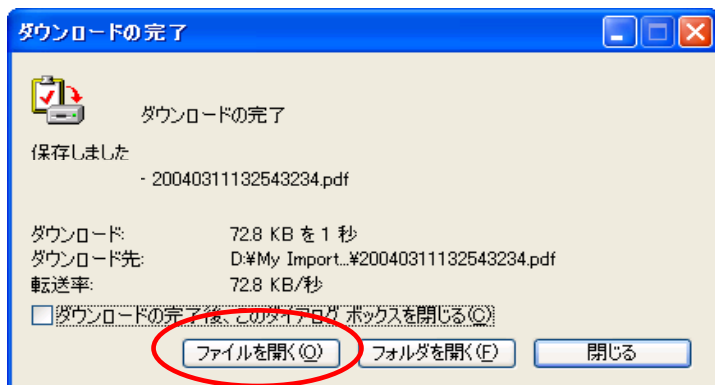 ダウンロードの完了
ダウンロードの完了
保存しました
- 20040311132543234.pdf
ダウンロード: 72.8 KB を 1 秒
ダウンロード先: D:¥My Import...¥20040311132543234.pdf
転送率: 72.8 KB/秒
ダウンロードの完了後、このダイアログ ボックスを閉じる(C)
ファイルを開く(O) フォルダを開く(F) 閉じる